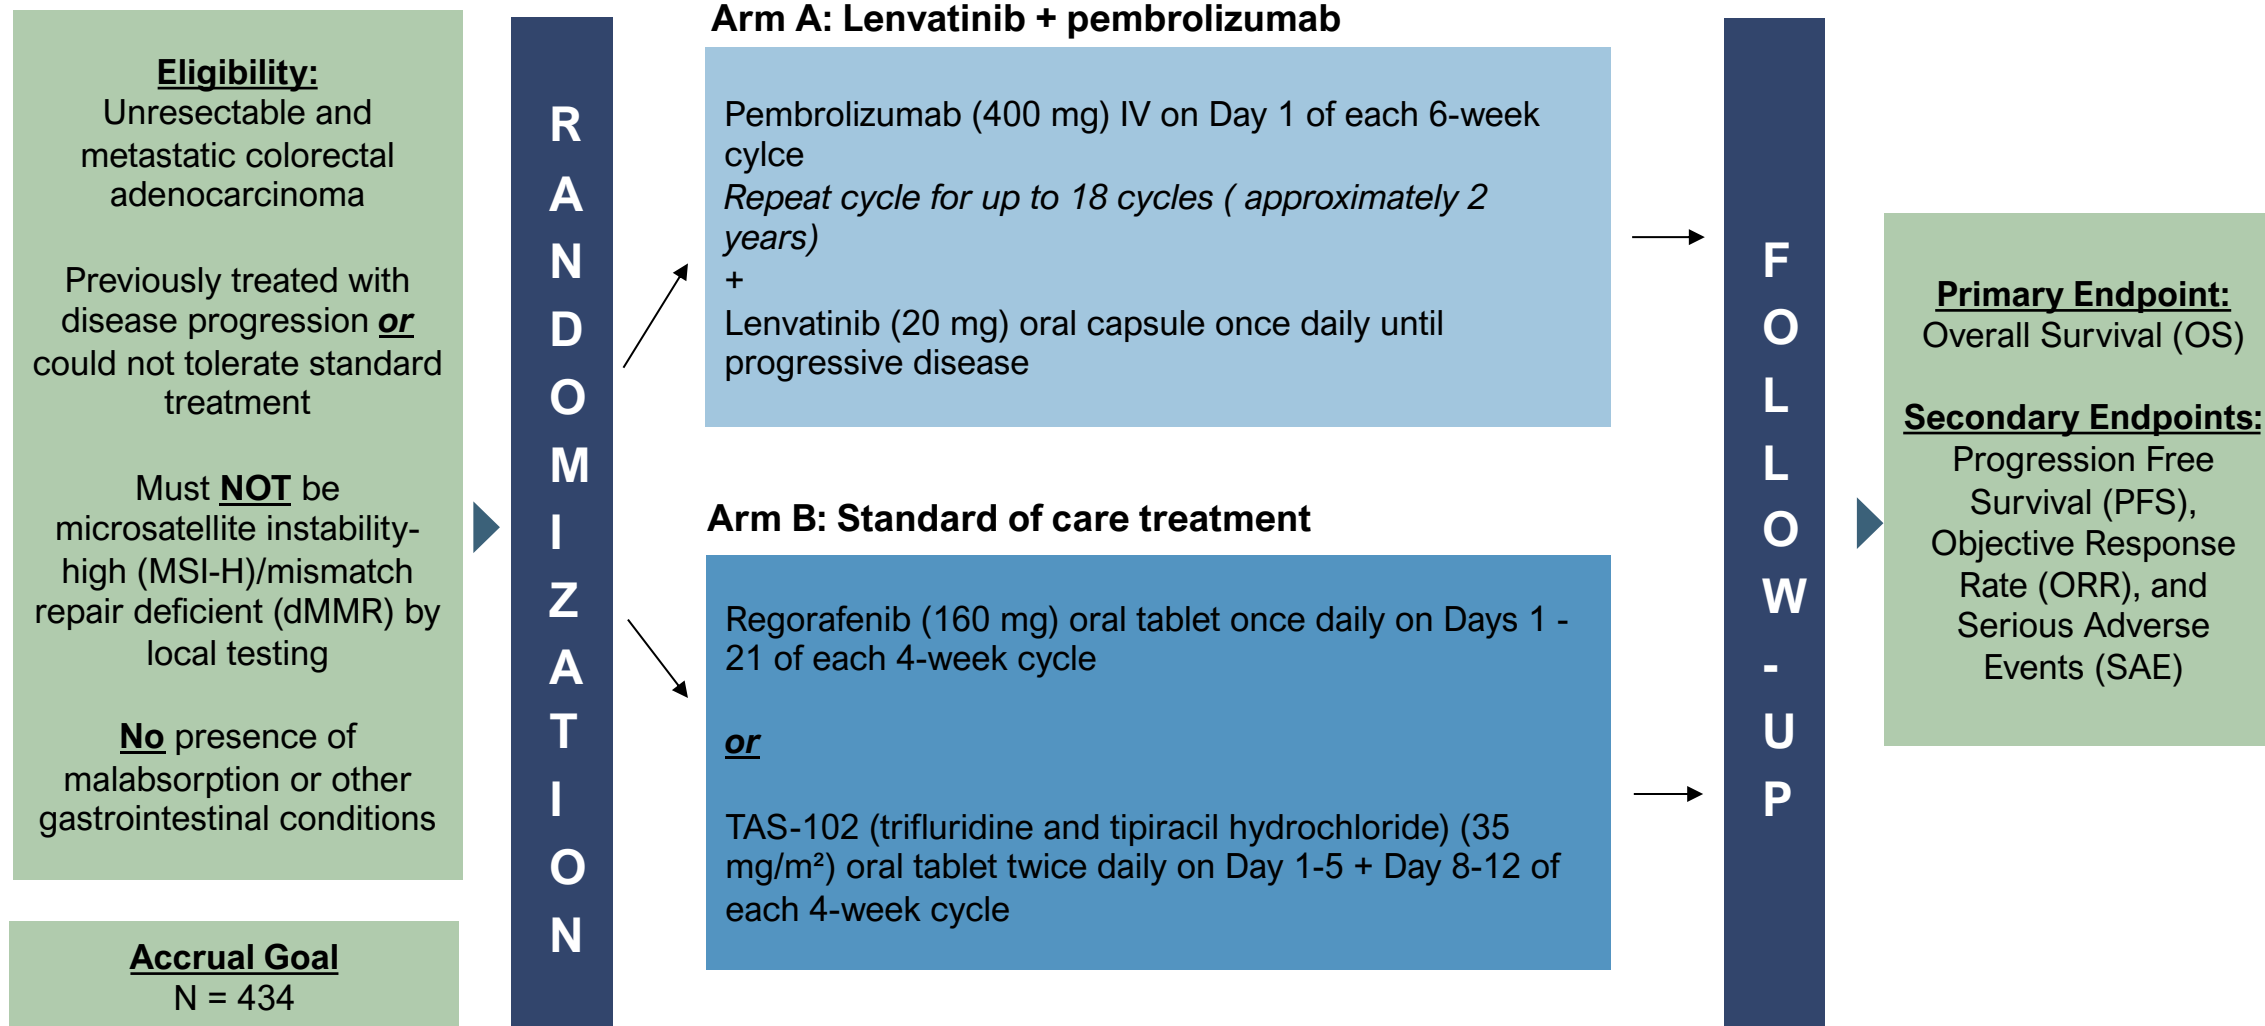 Eligibility:
Unresectable and
metastatic colorectal
adenocarcinoma
Previously treated with
disease progression or
could not tolerate standard
treatment
Must NOT be
microsatellite instability-
high (MSI-H)/mismatch
repair deficient (dMMR) by
local testing
No presence of
malabsorption or other
gastrointestinal conditions
Accrual Goal
N = 434
RANDOMIZATION
Arm A: Lenvatinib + pembrolizumab
Pembrolizumab (400 mg) IV on Day 1 of each 6-week
cylce
Repeat cycle for up to 18 cycles ( approximately 2
years)
+
Lenvatinib (20 mg) oral capsule once daily until
progressive disease
Arm B: Standard of care treatment
Regorafenib (160 mg) oral tablet once daily on Days 1 -
21 of each 4-week cycle
or
TAS-102 (trifluridine and tipiracil hydrochloride) (35
mg/m²) oral tablet twice daily on Day 1-5 + Day 8-12 of
each 4-week cycle
FOLLOW-UP
Primary Endpoint:
Overall Survival (OS)
Secondary Endpoints:
Progression Free
Survival (PFS),
Objective Response
Rate (ORR), and
Serious Adverse
Events (SAE)